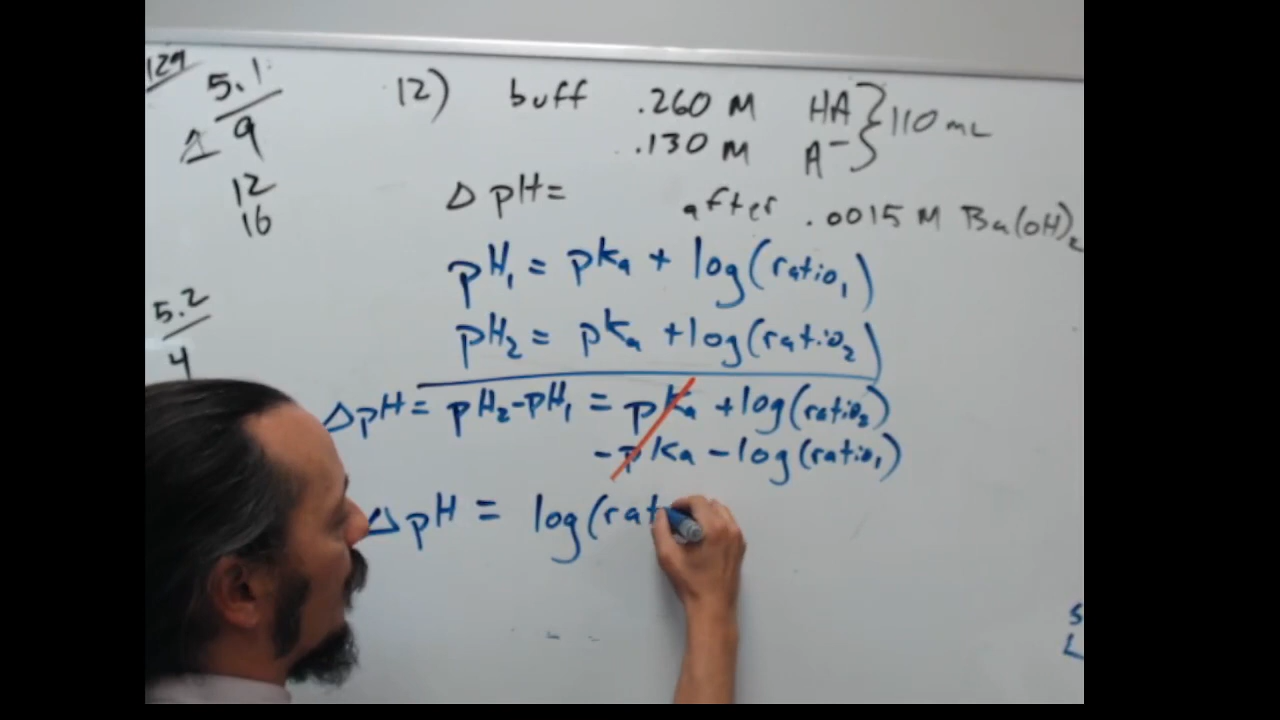 129
5.1
9
12
16
5.2
4
12) buff .260 M HA } 110 mL
.130 M A⁻
Δ pH= after .0015 M Ba(OH)₂
pH₁ = pka + log(ratio₁)
pH₂ = pka + log(ratio₂)
ΔpH = pH₂-pH₁ = pka + log(ratio₂)
- pka - log(ratio₁)
ΔpH = log(rat
S
L